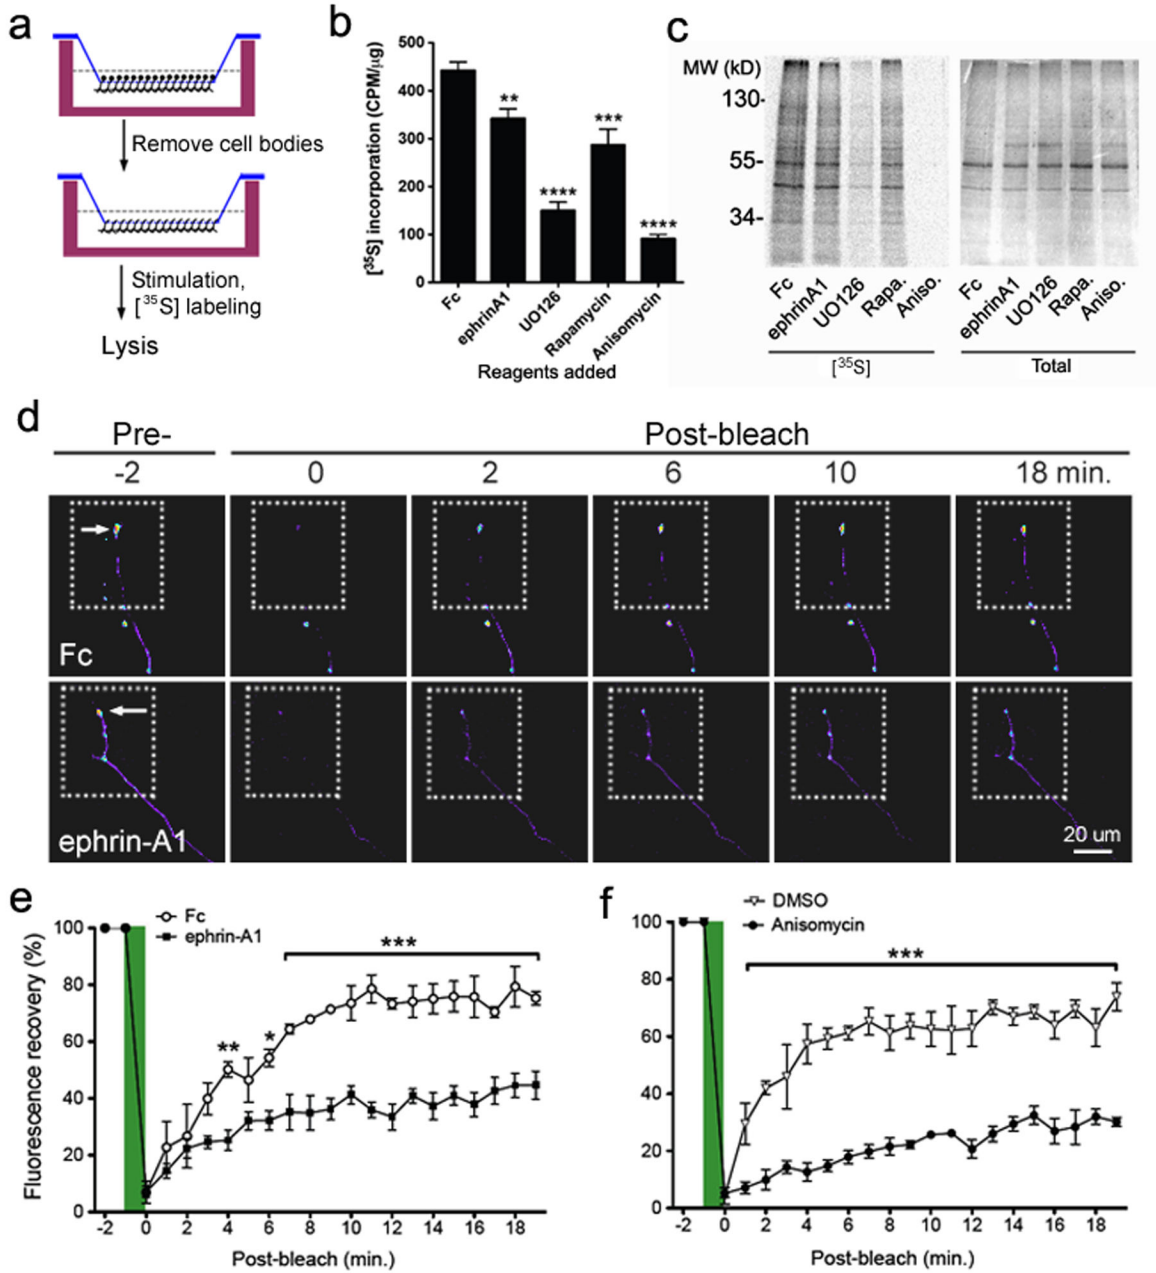 a
Remove cell bodies
Stimulation,
[³⁵S] labeling
Lysis
b
[³⁵S] incorporation (CPM/µg)
500
400
300
200
100
0
**
****
***
****
Fc
ephrinA1
UO126
Rapamycin
Anisomycin
Reagents added
c
MW (kD)
130-
55-
34-
Fc
ephrinA1
UO126
Rapa.
Aniso.
Fc
ephrinA1
UO126
Rapa.
Aniso.
[³⁵S]
Total
d
Pre-
Post-bleach
-2
0
2
6
10
18 min.
Fc
ephrin-A1
20 um
e
Fc
ephrin-A1
Fluorescence recovery (%)
100
80
60
40
20
0
**
*
***
-2 0 2 4 6 8 10 12 14 16 18
Post-bleach (min.)
f
DMSO
Anisomycin
100
80
60
40
20
0
***
-2 0 2 4 6 8 10 12 14 16 18
Post-bleach (min.)